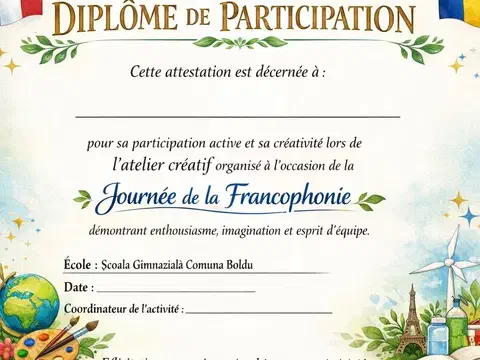 DIPLÔME DE PARTICIPATION
Cette attestation est décernée à :
pour sa participation active et sa créativité lors de
l'atelier créatif organisé à l'occasion de la
Journée de la Francophonie
démontrant enthousiasme, imagination et esprit d'équipe.
École : Școala Gimnazialà Comuna Boldu
Date :
Coordinateur de l'activité :